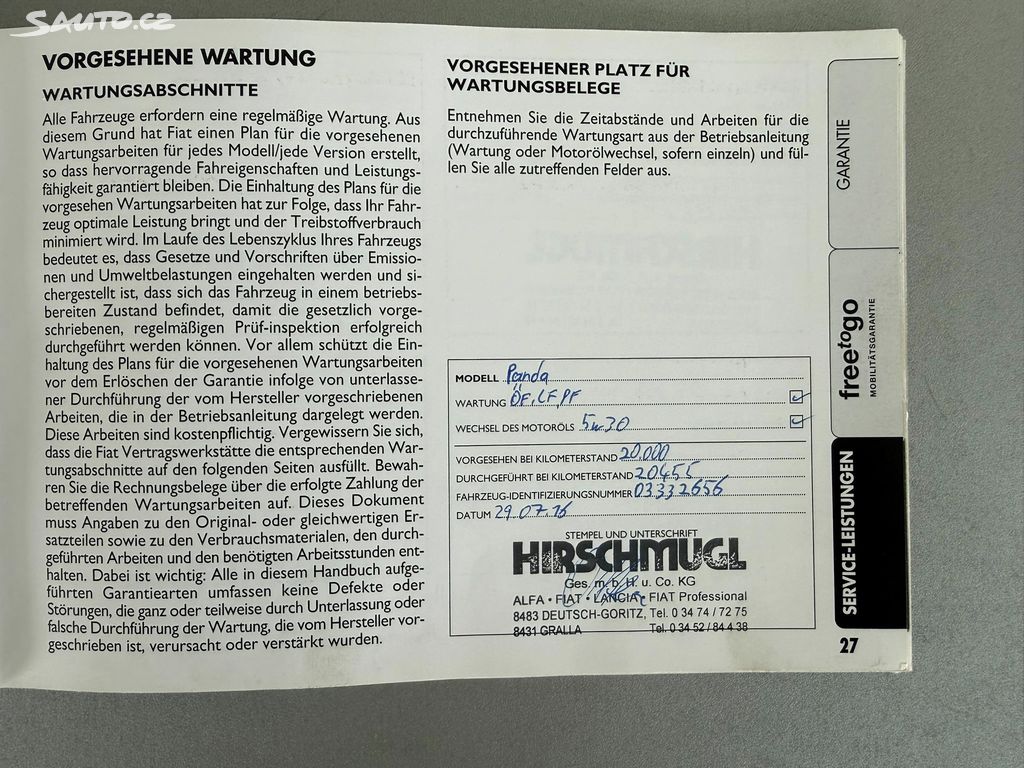 SAUTO.CZ
VORGESEHENE WARTUNG
WARTUNGSABSCHNITTE
Alle Fahrzeuge erfordern eine regelmäßige Wartung. Aus
diesem Grund hat Fiat einen Plan für die vorgesehenen
Wartungsarbeiten für jedes Modell/jede Version erstellt,
so dass hervorragende Fahreigenschaften und Leistungs-
fähigkeit garantiert bleiben. Die Einhaltung des Plans für die
vorgesehen Wartungsarbeiten hat zur Folge, dass Ihr Fahr-
zeug optimale Leistung bringt und der Treibstoffverbrauch
minimiert wird. Im Laufe des Lebenszyklus Ihres Fahrzeugs
bedeutet es, dass Gesetze und Vorschriften über Emissio-
nen und Umweltbelastungen eingehalten werden und si-
chergestellt ist, dass sich das Fahrzeug in einem betriebs-
bereiten Zustand befindet, damit die gesetzlich vorge-
schriebenen, regelmäßigen Prüf-inspektion erfolgreich
durchgeführt werden können. Vor allem schützt die Ein-
haltung des Plans für die vorgesehenen Wartungsarbeiten
vor dem Erlöschen der Garantie infolge von unterlasse-
ner Durchführung der vom Hersteller vorgeschriebenen
Arbeiten, die in der Betriebsanleitung dargelegt werden.
Diese Arbeiten sind kostenpflichtig. Vergewissern Sie sich,
dass die Fiat Vertragswerkstätte die entsprechenden War-
tungsabschnitte auf den folgenden Seiten ausfüllt. Bewah-
ren Sie die Rechnungsbelege über die erfolgte Zahlung der
betreffenden Wartungsarbeiten auf. Dieses Dokument
muss Angaben zu den Original- oder gleichwertigen Er-
satzteilen sowie zu den Verbrauchsmaterialen, den durch-
geführten Arbeiten und den benötigten Arbeitsstunden ent-
halten. Dabei ist wichtig: Alle in diesem Handbuch aufge-
führten Garantiearten umfassen keine Defekte oder
Störungen, die ganz oder teilweise durch Unterlassung oder
falsche Durchführung der Wartung, die vom Hersteller vor-
geschrieben ist, verursacht oder verstärkt wurden.
VORGESEHENER PLATZ FÜR
WARTUNGSBELEGE
Entnehmen Sie die Zeitabstände und Arbeiten für die
durchzuführende Wartungsart aus der Betriebsanleitung
(Wartung oder Motorölwechsel, sofern einzeln) und fül-
len Sie alle zutreffenden Felder aus.
MODELL Panda
WARTUNG ÖF, LF, PF
WECHSEL DES MOTORÖLS 5w30
VORGESEHEN BEI KILOMETERSTAND 20.000
DURCHGEFÜHRT BEI KILOMETERSTAND 20455
FAHRZEUG-IDENTIFIZIERUNGSNUMMER 03332656
DATUM 29.07.16
STEMPEL UND UNTERSCHRIFT
HIRSCHMUGL
Ges. m. b. H. u. Co. KG
ALFA • FIAT • LANCIA • FIAT Professional
8483 DEUTSCH-GORITZ, Tel. 0 34 74 / 72 75
8431 GRALLA Tel. 0 34 52 / 84 4 38
GARANTIE
freetogo
MOBILITÄTSGARANTIE
SERVICE-LEISTUNGEN
27